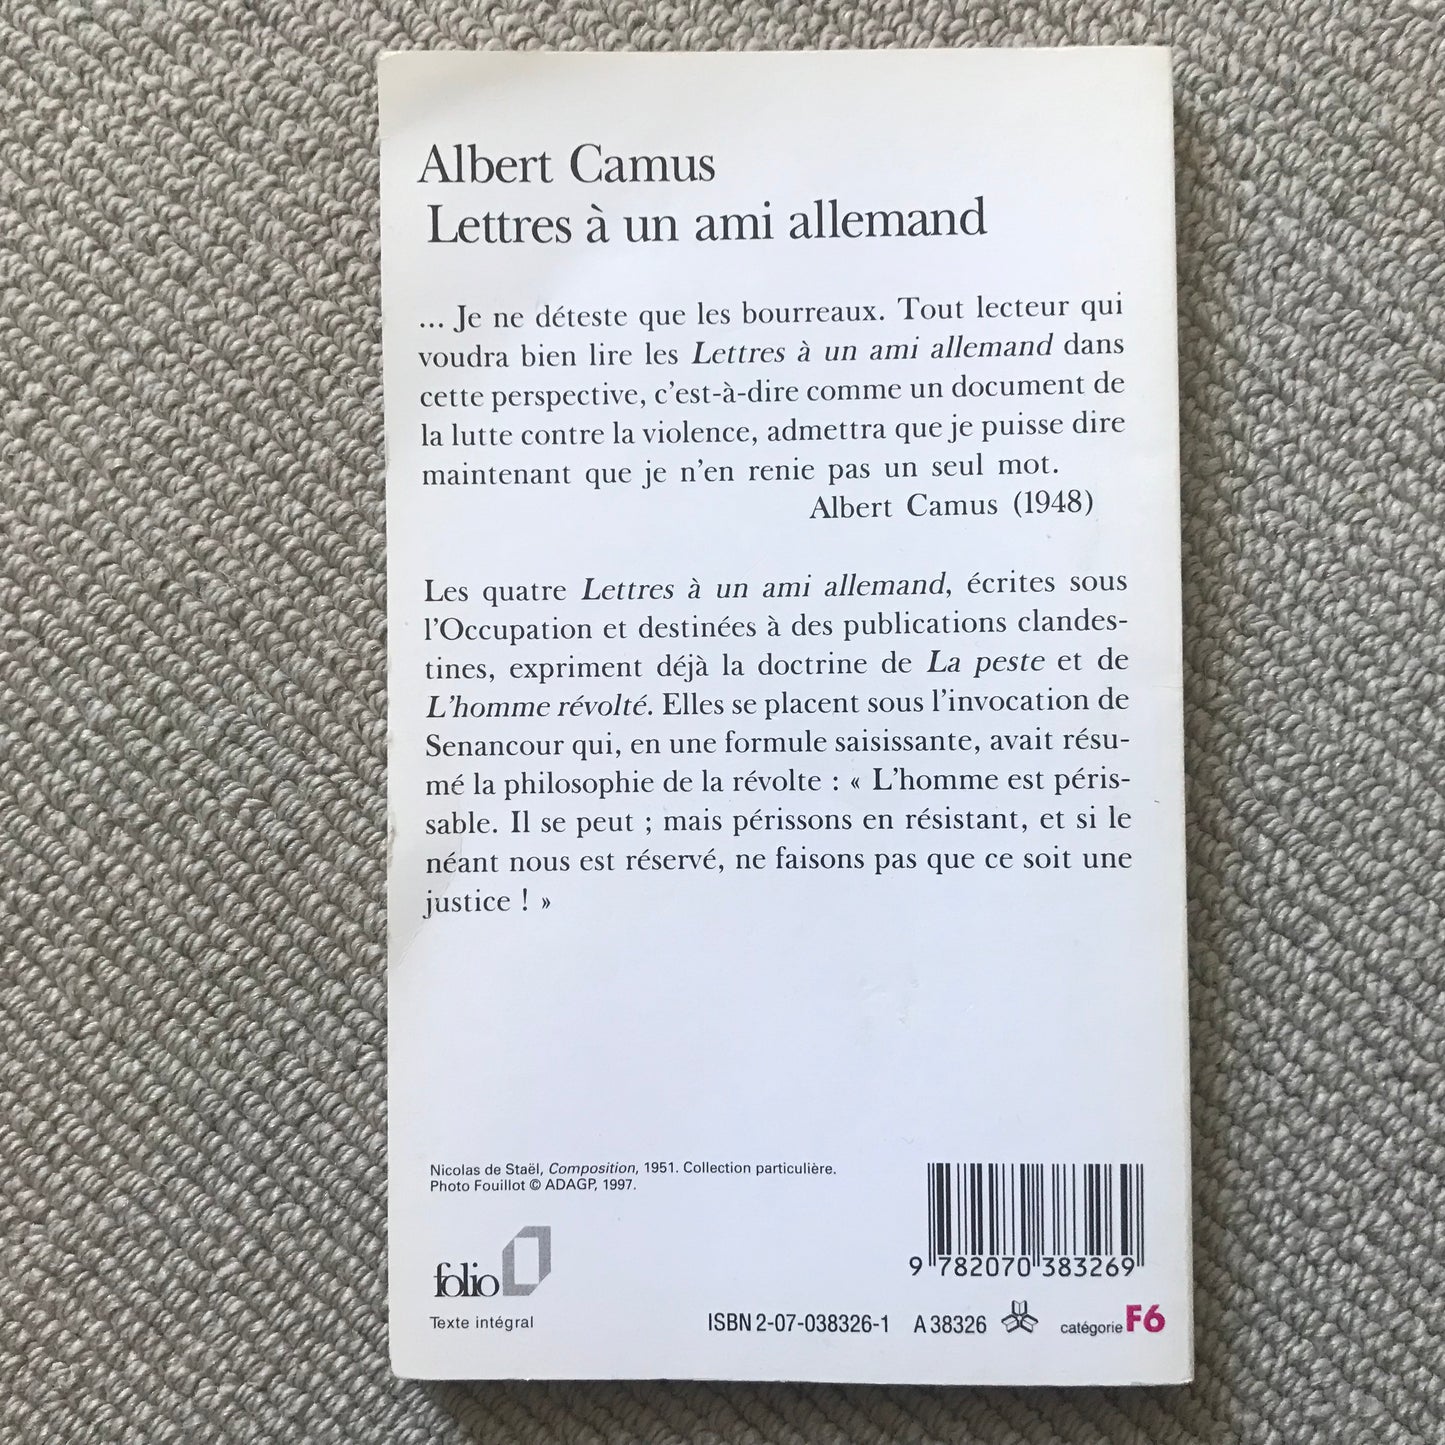 Albert Camus
Lettres à un ami allemand
... Je ne déteste que les bourreaux. Tout lecteur qui
voudra bien lire les Lettres à un ami allemand dans
cette perspective, c'est-à-dire comme un document de
la lutte contre la violence, admettra que je puisse dire
maintenant que je n'en renie pas un seul mot.
Albert Camus (1948)
Les quatre Lettres à un ami allemand, écrites sous
l'Occupation et destinées à des publications clandes-
tines, expriment déjà la doctrine de La peste et de
L'homme révolté. Elles se placent sous l'invocation de
Senancour qui, en une formule saisissante, avait résu-
mé la philosophie de la révolte : « L'homme est péris-
sable. Il se peut ; mais périssons en résistant, et si le
néant nous est réservé, ne faisons pas que ce soit une
justice ! »
Nicolas de Staël, Composition, 1951. Collection particulière.
Photo Fouillot © ADAGP, 1997.
folio
Texte intégral
9 782070 383269
ISBN 2-07-038326-1 A 38326 catégorie F6